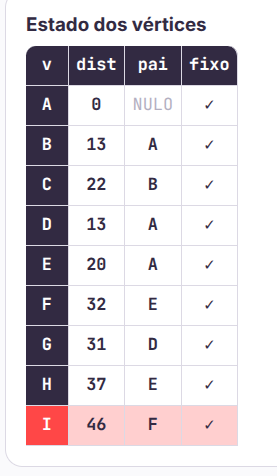 Estado dos vértices
v dist pai fixo
A 0 NULO ✓
B 13 A ✓
C 22 B ✓
D 13 A ✓
E 20 A ✓
F 32 E ✓
G 31 D ✓
H 37 E ✓
I 46 F ✓